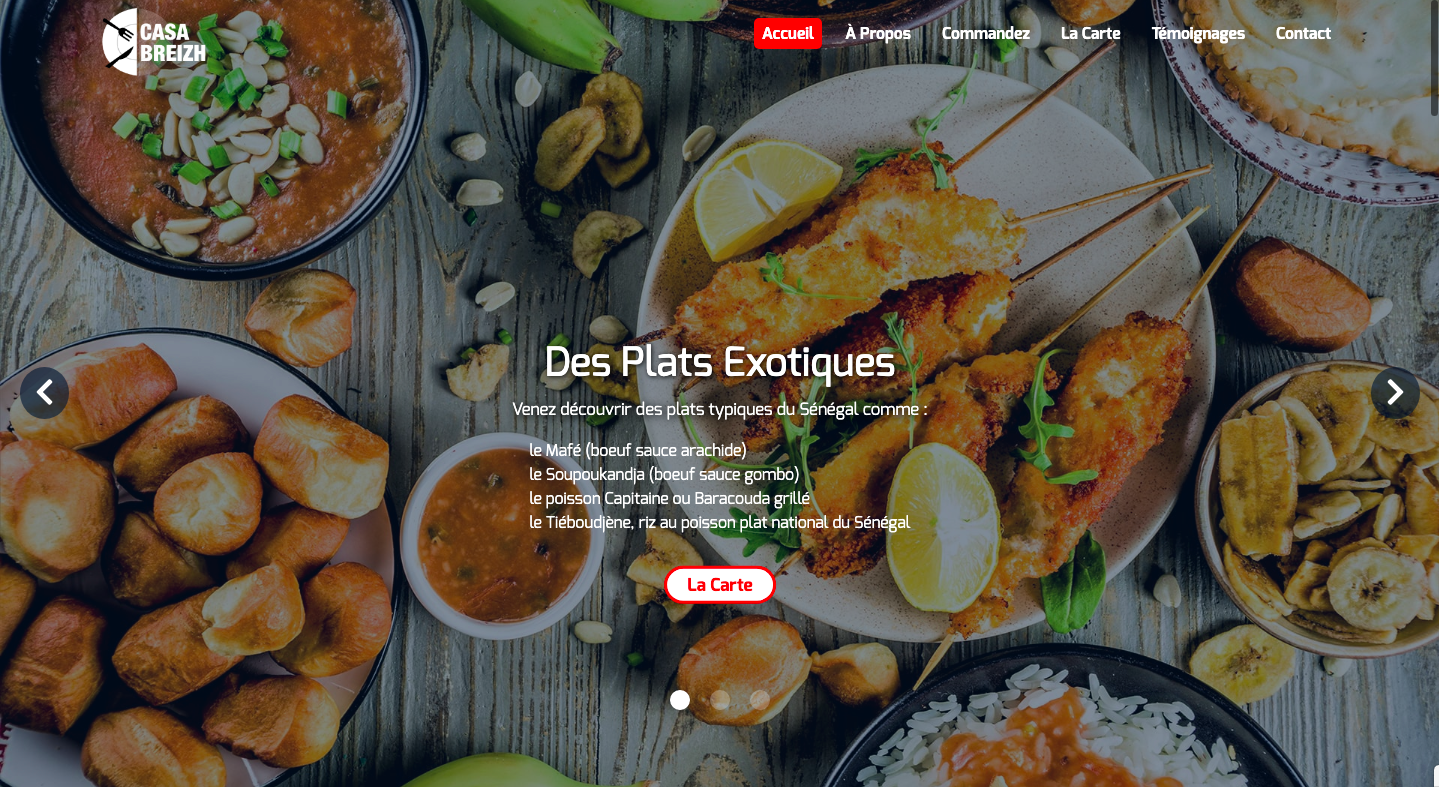 CASA
BREIZH
Accueil À Propos Commandez La Carte Témoignages Contact
Des Plats Exotiques
Venez découvrir des plats typiques du Sénégal comme :
le Mafé (boeuf sauce arachide)
le Soupoukandja (boeuf sauce gombo)
le poisson Capitaine ou Baracouda grillé
le Tiéboudjène, riz au poisson plat national du Sénégal
La Carte